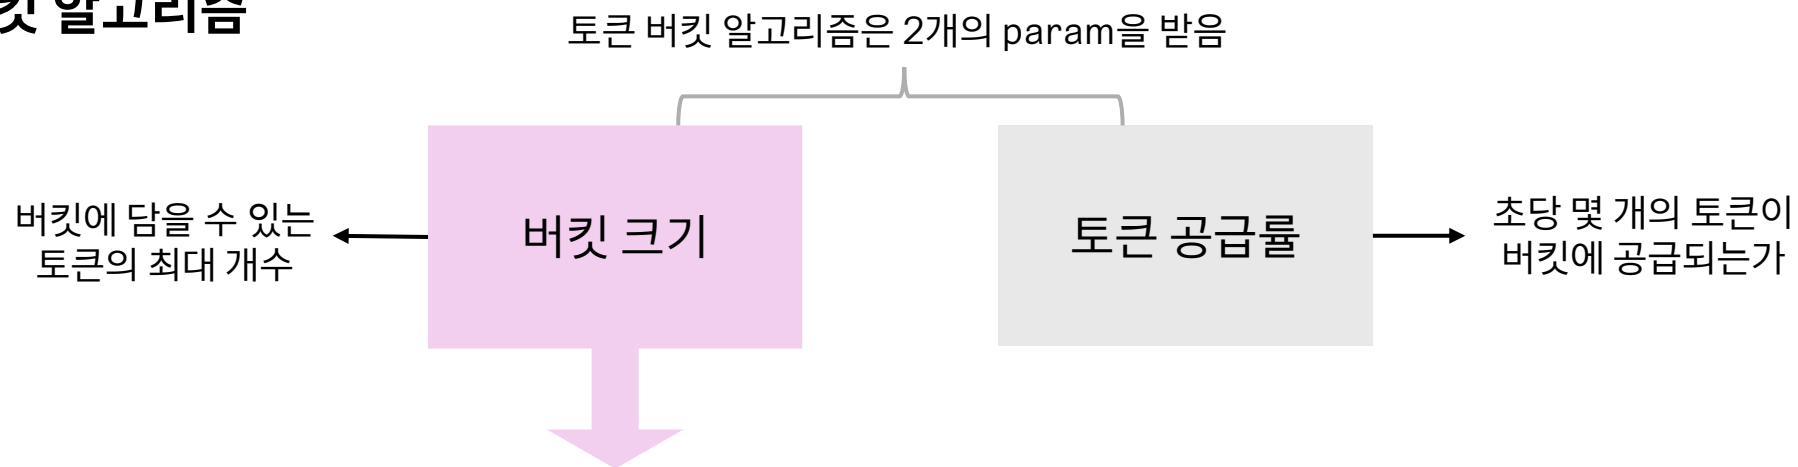 알고리즘
토큰 버킷 알고리즘은 2개의 param을 받음
버킷에 담을 수 있는
토큰의 최대 개수
버킷 크기
토큰 공급률
초당 몇 개의 토큰이
버킷에 공급되는가